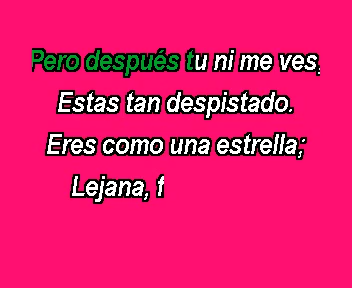 Pero después tu ni me ves,
Estas tan despistado.
Eres como una estrella;
Lejana, f